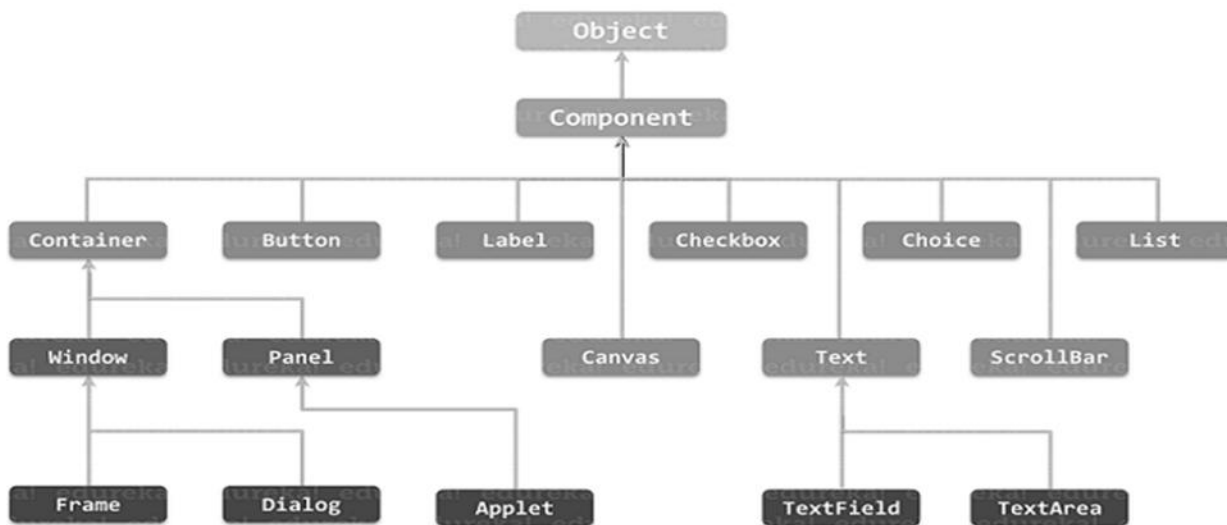 Object
Component
Container
Button
Label
Checkbox
Choice
List
Window
Panel
Canvas
Text
ScrollBar
Frame
Dialog
Applet
TextField
TextArea